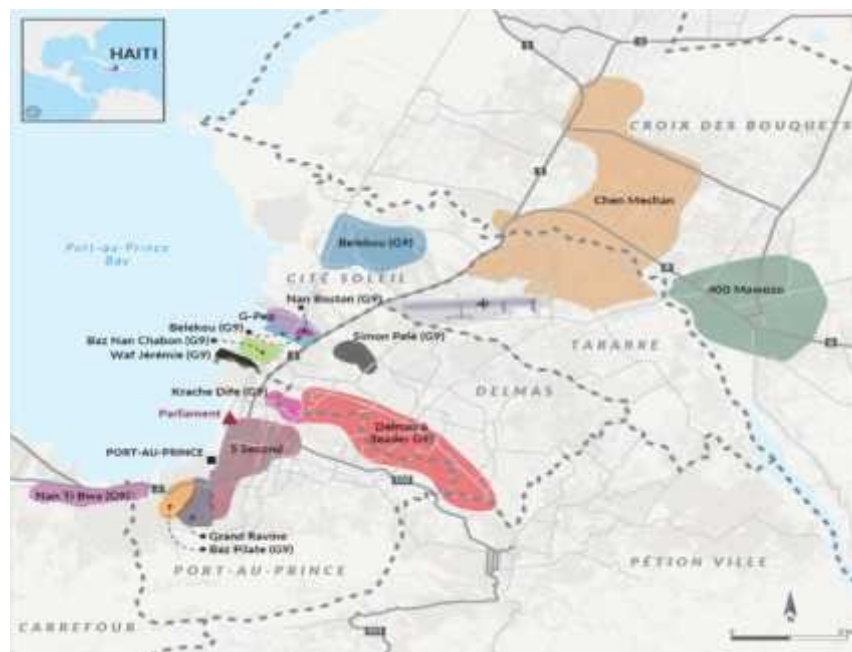 HAITI
CROIX DES BOUQUETS
Chen Mechan
Port-au-Prince
Bay
Belekou (G9)
CITÉ SOLEIL
400 Mawozo
Nan Boston (G9)
G-Pep
Belekou (G9)
Baz Nan Chabon (G9)
Simon Pelé (G9)
Waf Jérémie (G9)
TABARRE
DELMAS
Krache Dife (G9)
Parliament
Delmas 6
5 Second
PORT-AU-PRINCE
Nan Ti Bwa (G9)
Grand Ravine
Baz Pilate (G9)
PORT-AU-PRINCE
PÉTION VILLE
CARREFOUR
N